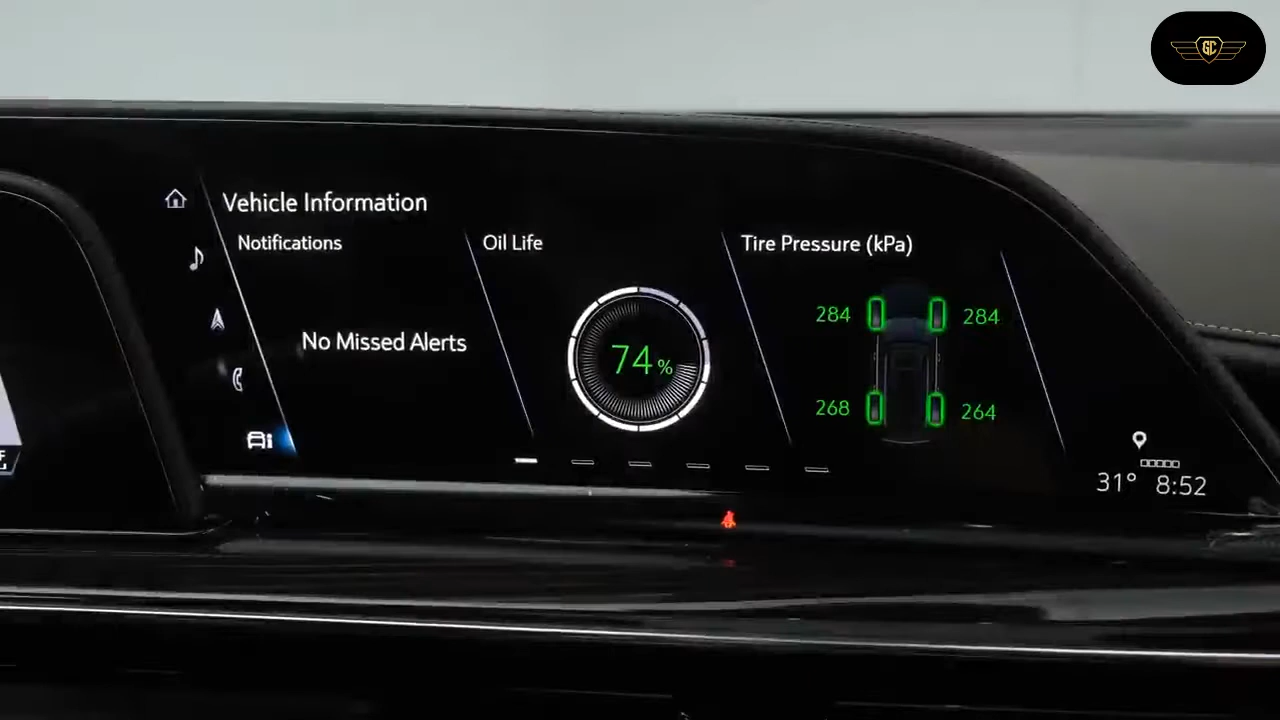 GC
Vehicle Information
Notifications
Oil Life
Tire Pressure (kPa)
284
284
No Missed Alerts
74%
268
264
31° 8:52